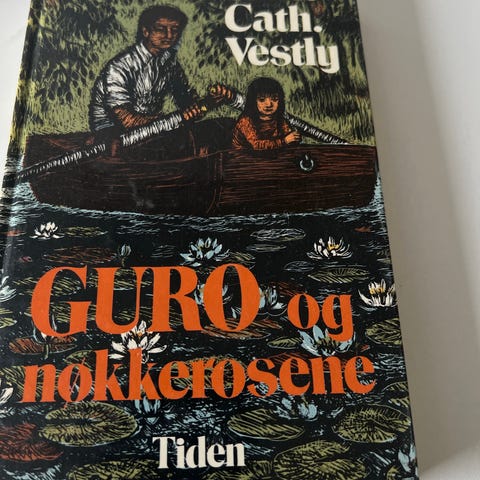 Cath.
Vestly
GURO og
nøkkerosene
Tiden